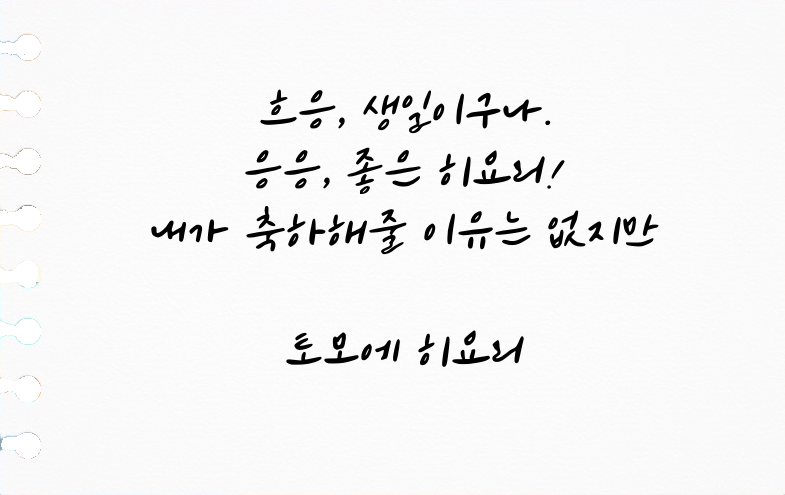 흐응, 생일이구나.
응응, 좋은 히요리!
내가 축하해줄 이유는 없지만
토모에 히요리